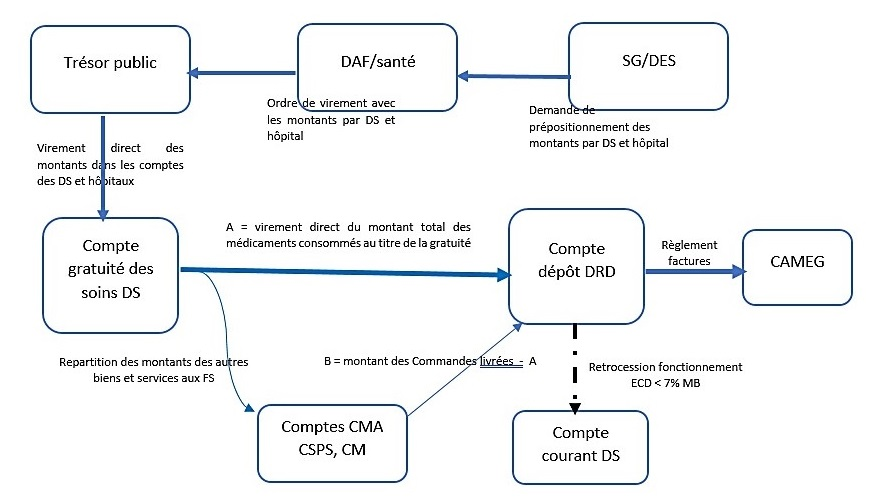 Trésor public
DAF/santé
SG/DES
Ordre de virement avec
les montants par DS et
hôpital
Demande de
prépositionnement des
montants par DS et hôpital
Virement direct des
montants dans les comptes
des DS et hôpitaux
Compte
gratuité des
soins DS
A = virement direct du montant total des
médicaments consommés au titre de la gratuité
Compte
dépôt DRD
Règlement
factures
CAMEG
Repartition des montants des autres
biens et services aux FS
B = montant des Commandes livrées - A
Retrocession fonctionnement
ECD < 7% MB
Comptes CMA
CSPS, CM
Compte
courant DS